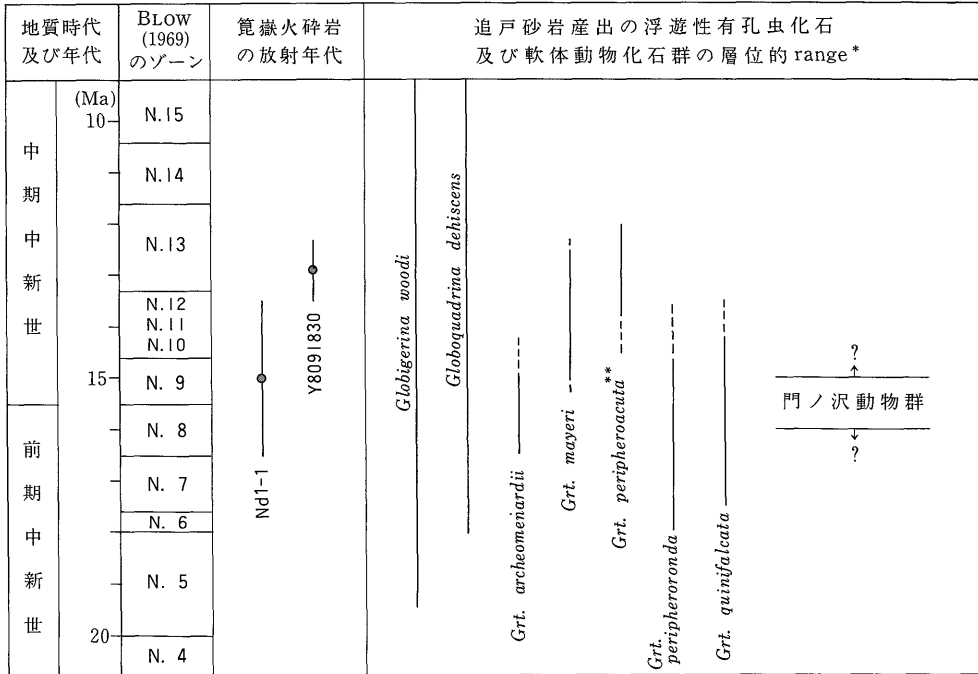 地質時代
及び年代
BLOW
(1969)
のゾーン
箟嶽火砕岩
の放射年代
追戸砂岩産出の浮遊性有孔虫化石
及び軟体動物化石群の層位的range*
中期中新世
前期中新世
(Ma)
10
15
20
N.15
N.14
N.13
N.12
N.11
N.10
N. 9
N. 8
N. 7
N. 6
N. 5
N. 4
Nd1-1
Y8091830
Globigerina woodi
Globoquadrina dehiscens
Grt. archeomenardii
Grt. mayeri
Grt. peripheroacuta**
Grt.
peripheroronda
Grt. quinifalcata
?
門ノ沢動物群
?